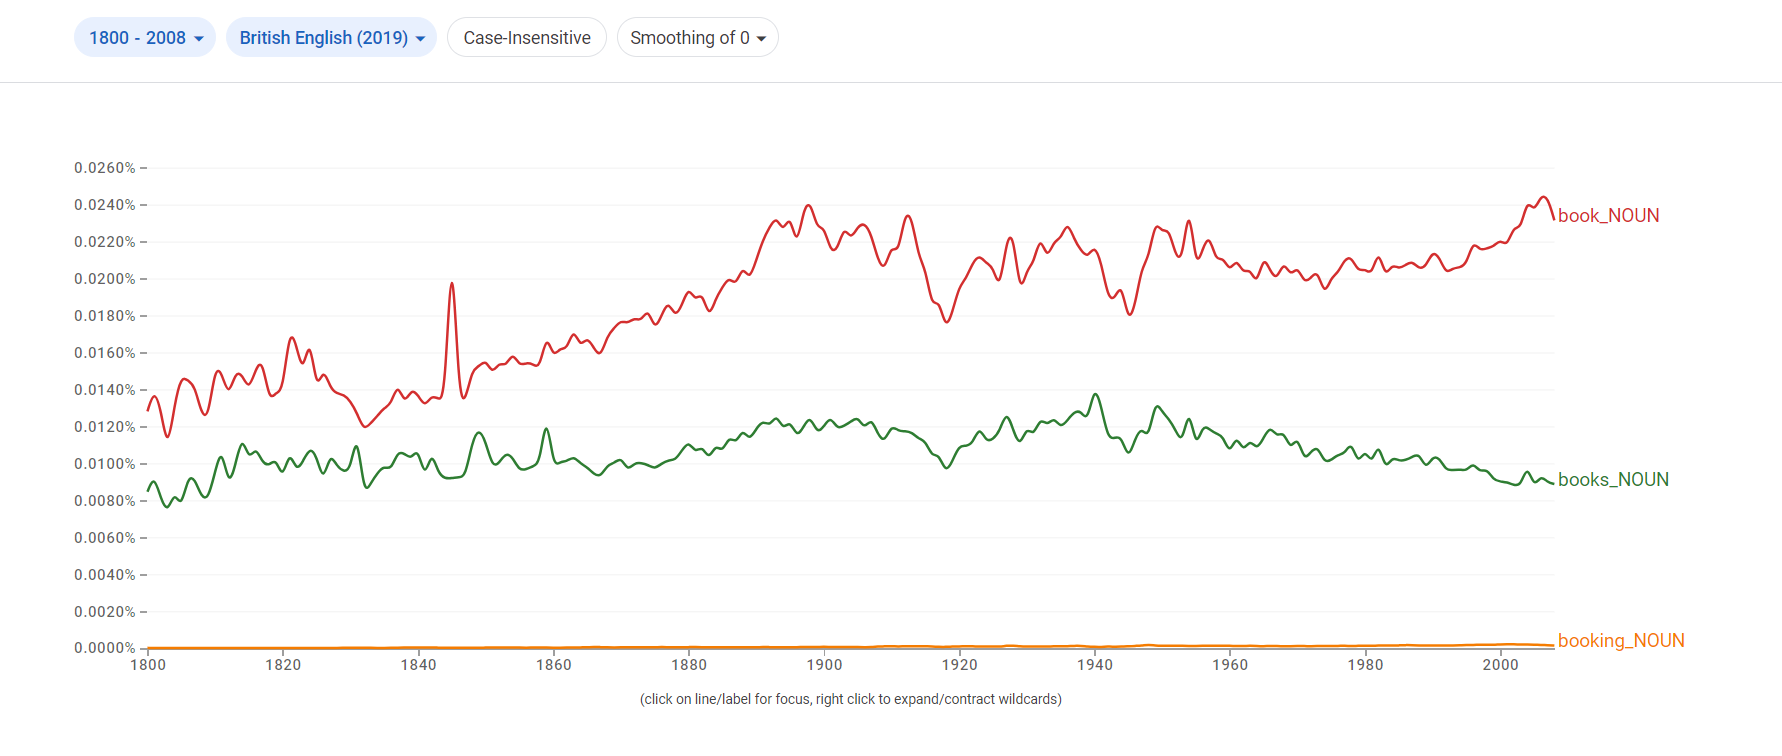 1800 - 2008 British English (2019) Case-Insensitive Smoothing of 0
0.0260%
0.0240%
book_NOUN
0.0220%
0.0200%
0.0180%
0.0160%
0.0140%
0.0120%
0.0100%
books_NOUN
0.0080%
0.0060%
0.0040%
0.0020%
booking_NOUN
0.0000%
1800 1820 1840 1860 1880 1900 1920 1940 1960 1980 2000
(click on line/label for focus, right click to expand/contract wildcards)